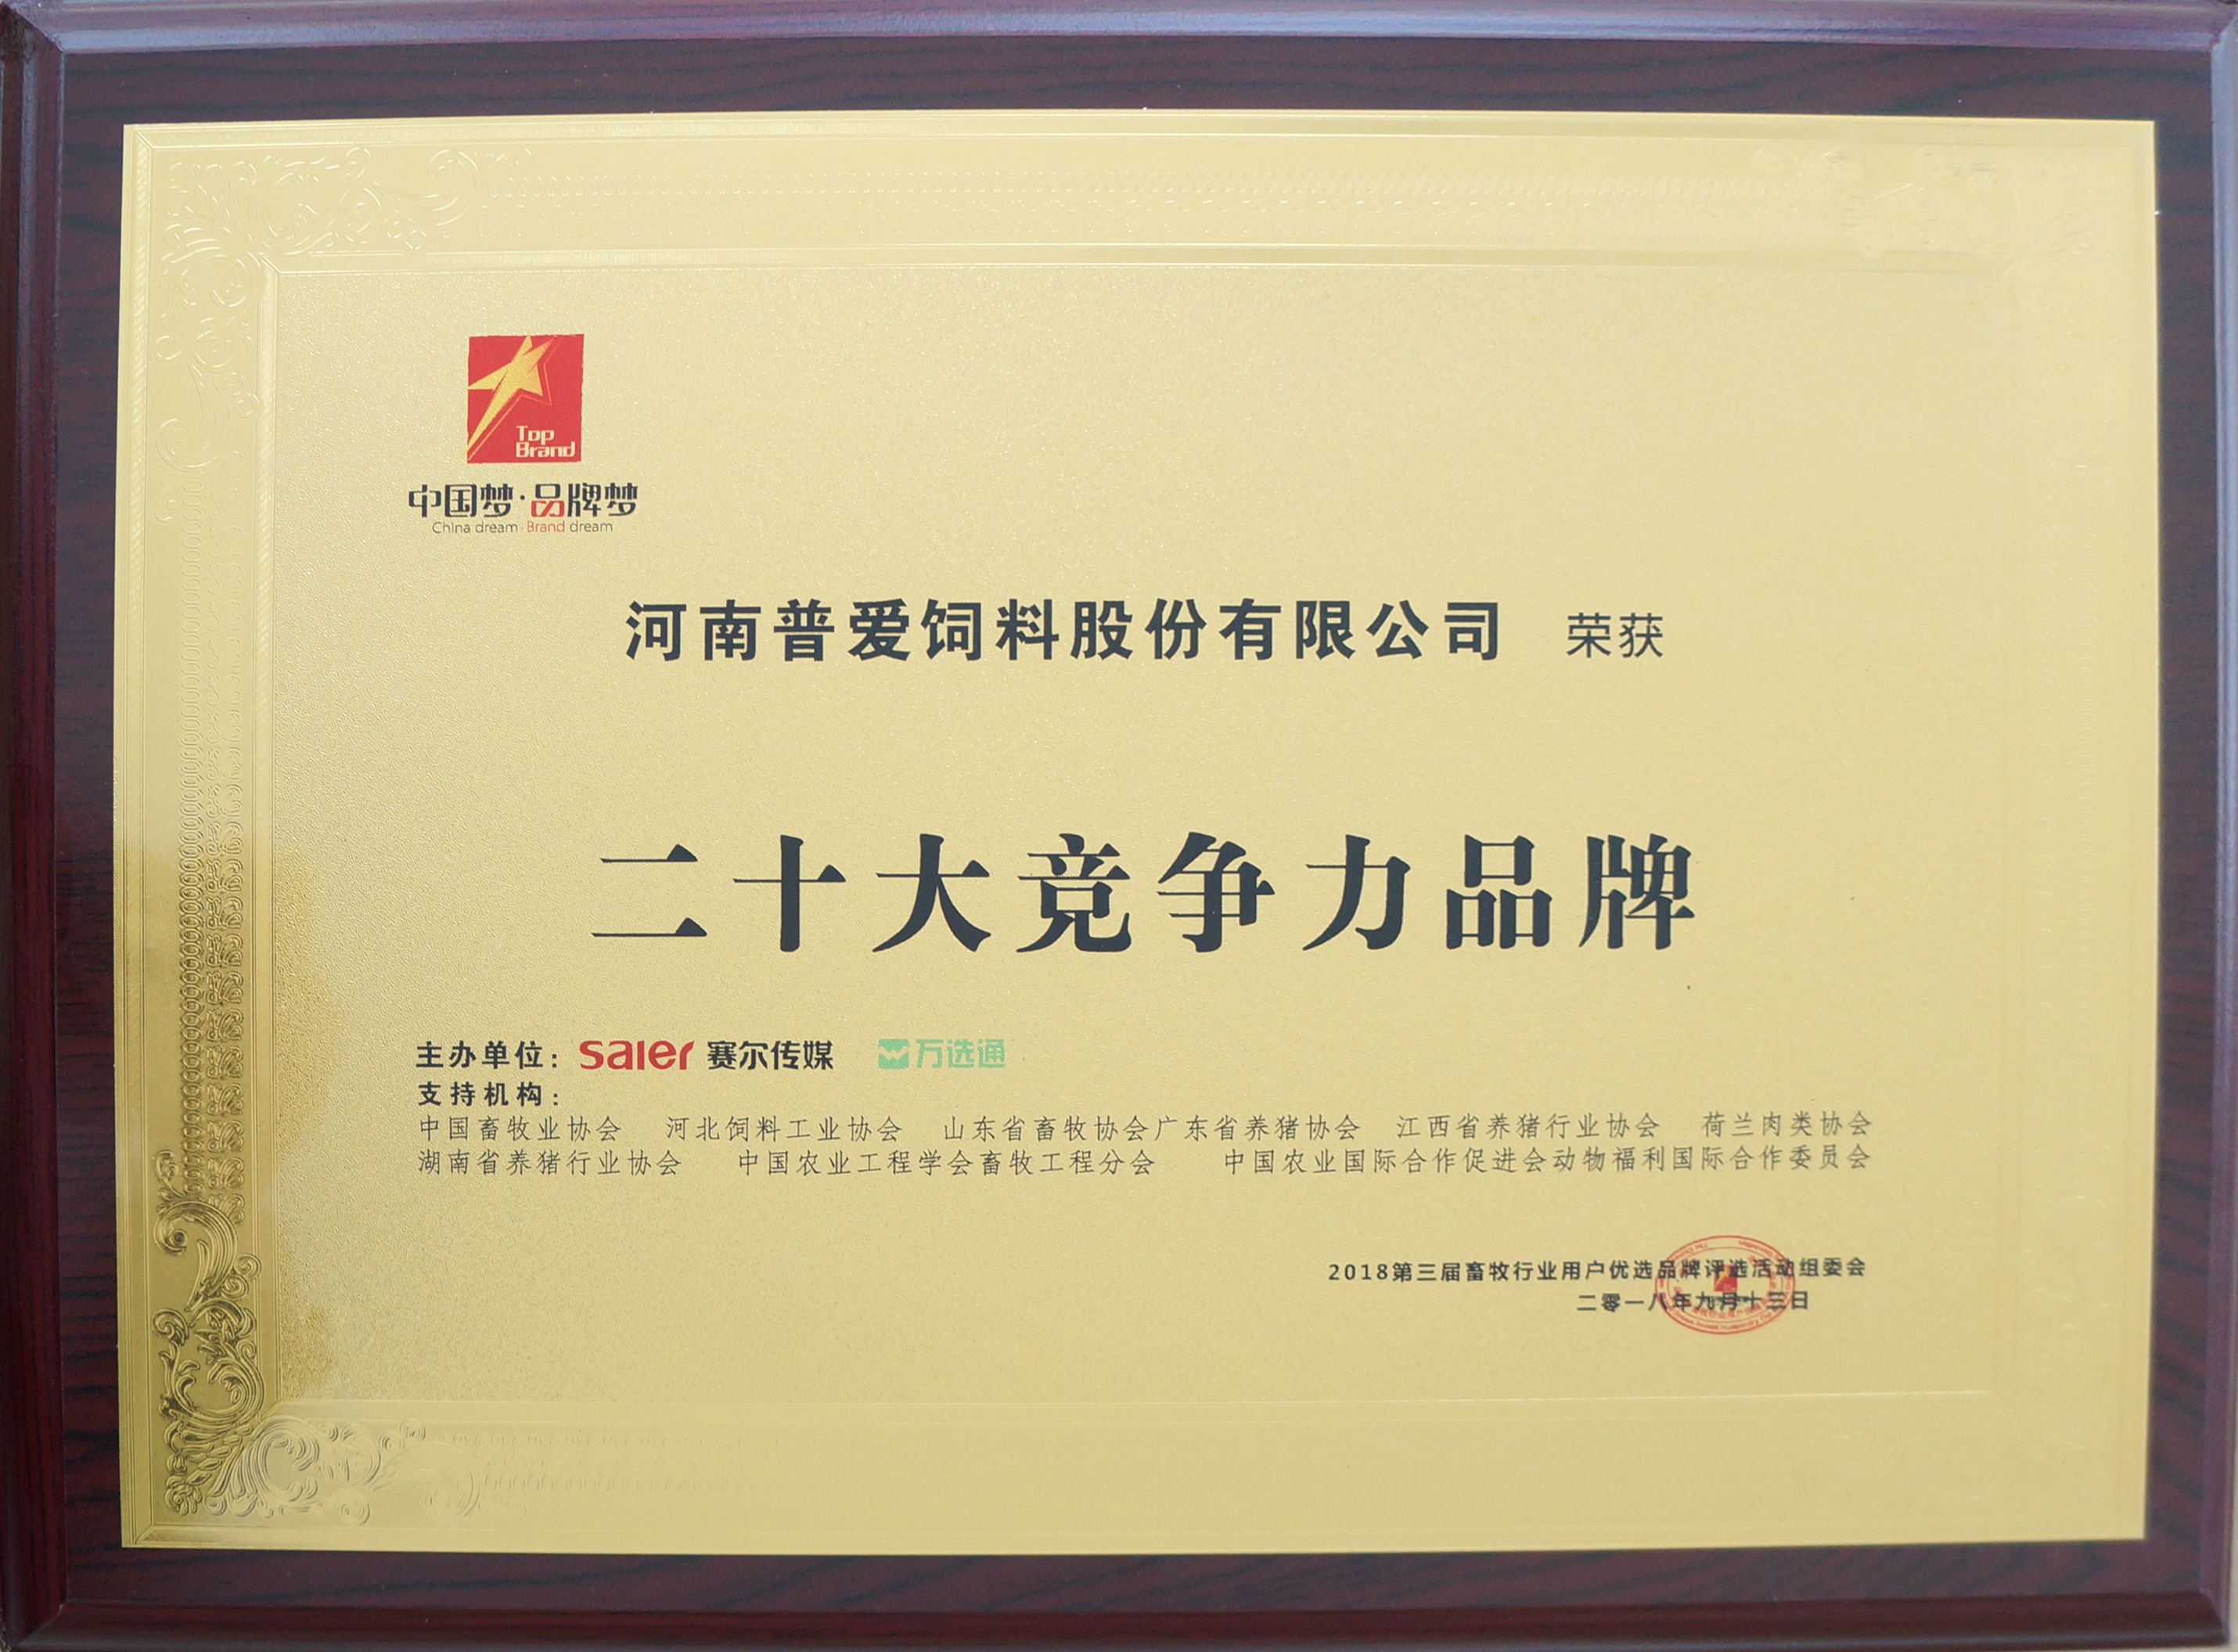 Top
Brand
中国梦·品牌梦
China dream·Brand dream
河南普爱饲料股份有限公司 荣获
二十大竞争力品牌
主办单位：saier 赛尔传媒 万选通
支持机构：
中国畜牧业协会 河北饲料工业协会 山东省畜牧协会广东省养猪协会 江西省养猪行业协会 荷兰肉类协会
湖南省养猪行业协会 中国农业工程学会畜牧工程分会 中国农业国际合作促进会动物福利国际合作委员会
2018第三届畜牧行业用户优选品牌评选活动组委会
二零一八年九月十三日